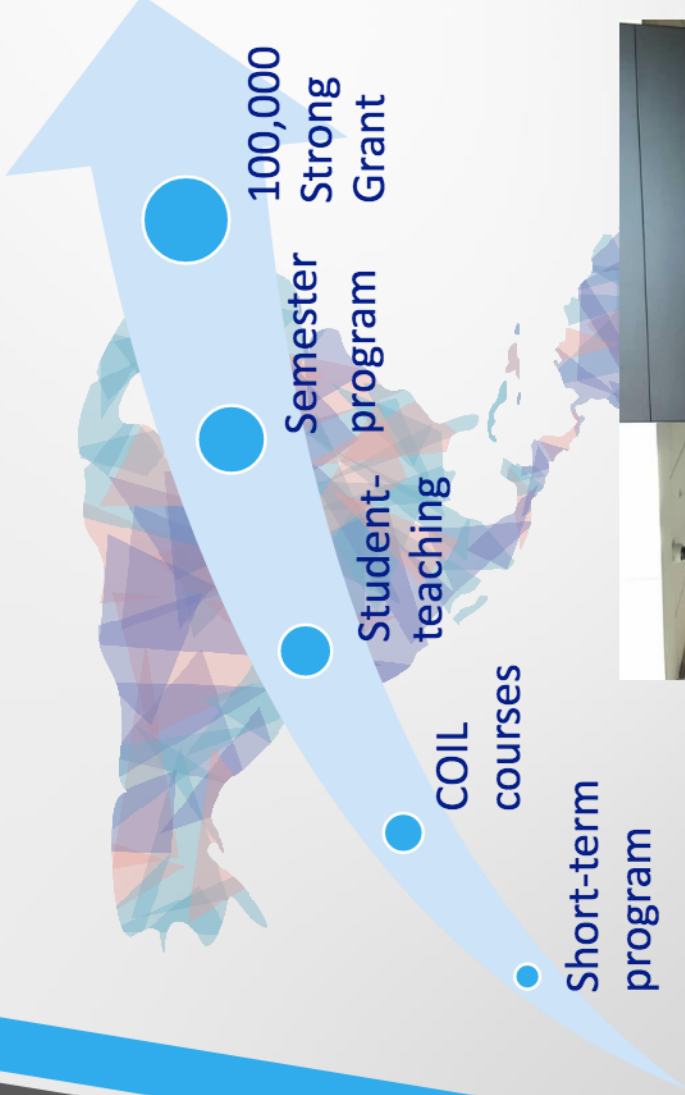 Short-term
program
COIL
courses
Student-
teaching
Semester
program
100,000
Strong
Grant